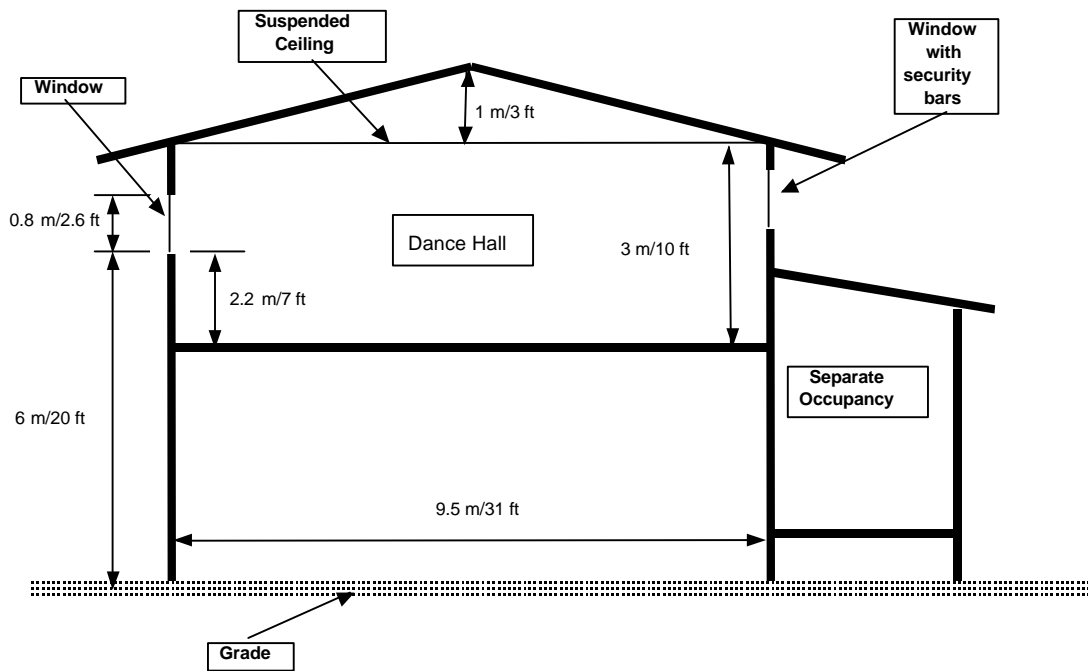 Suspended
Ceiling
Window
with
security
bars
Window
1 m/3 ft
0.8 m/2.6 ft
Dance Hall
3 m/10 ft
2.2 m/7 ft
Separate
Occupancy
6 m/20 ft
9.5 m/31 ft
Grade